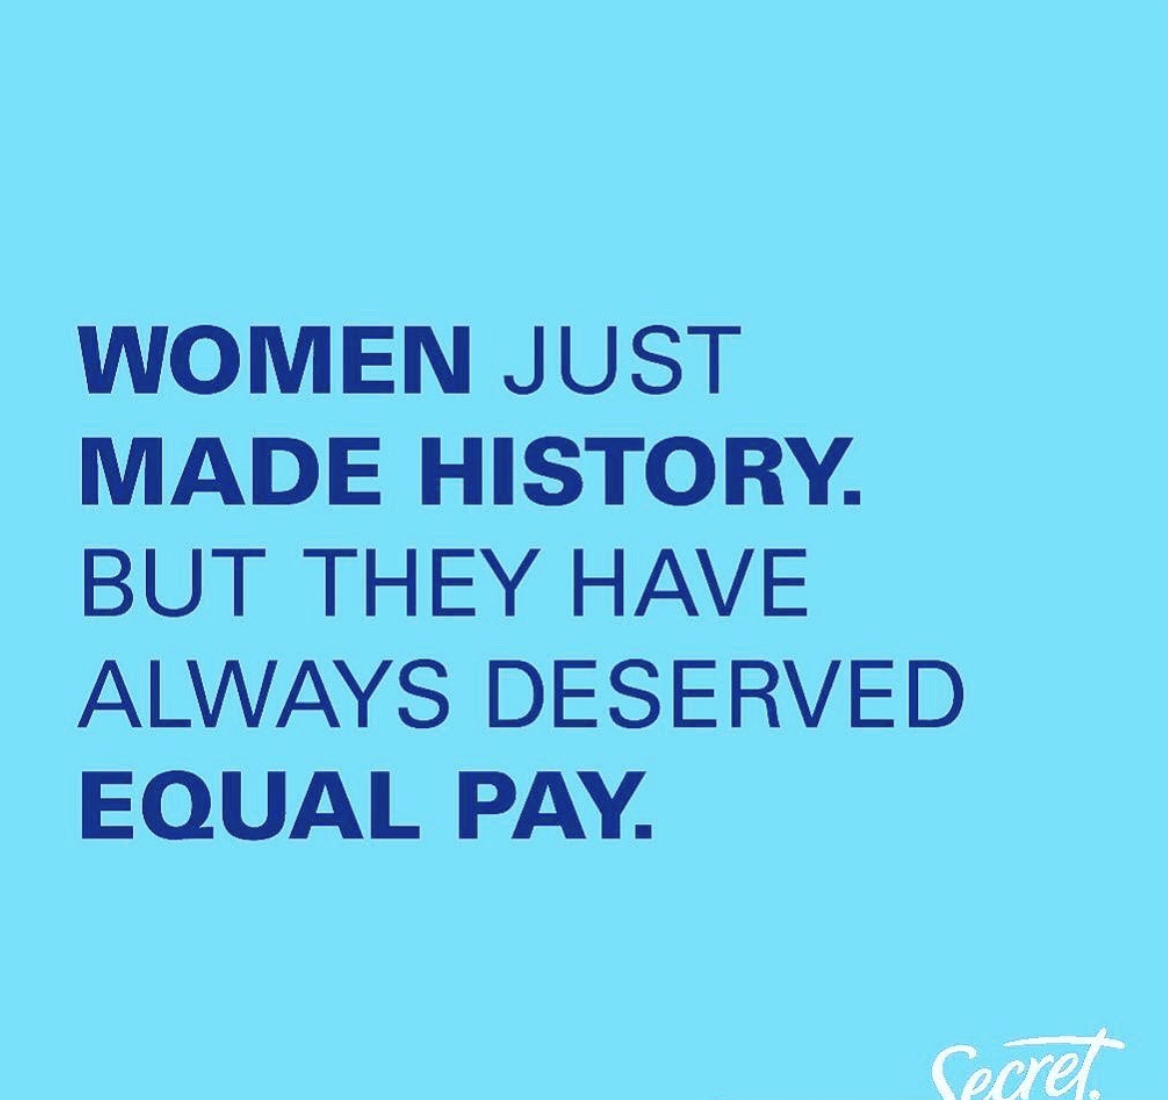 WOMEN JUST
MADE HISTORY.
BUT THEY HAVE
ALWAYS DESERVED
EQUAL PAY.
Secret.